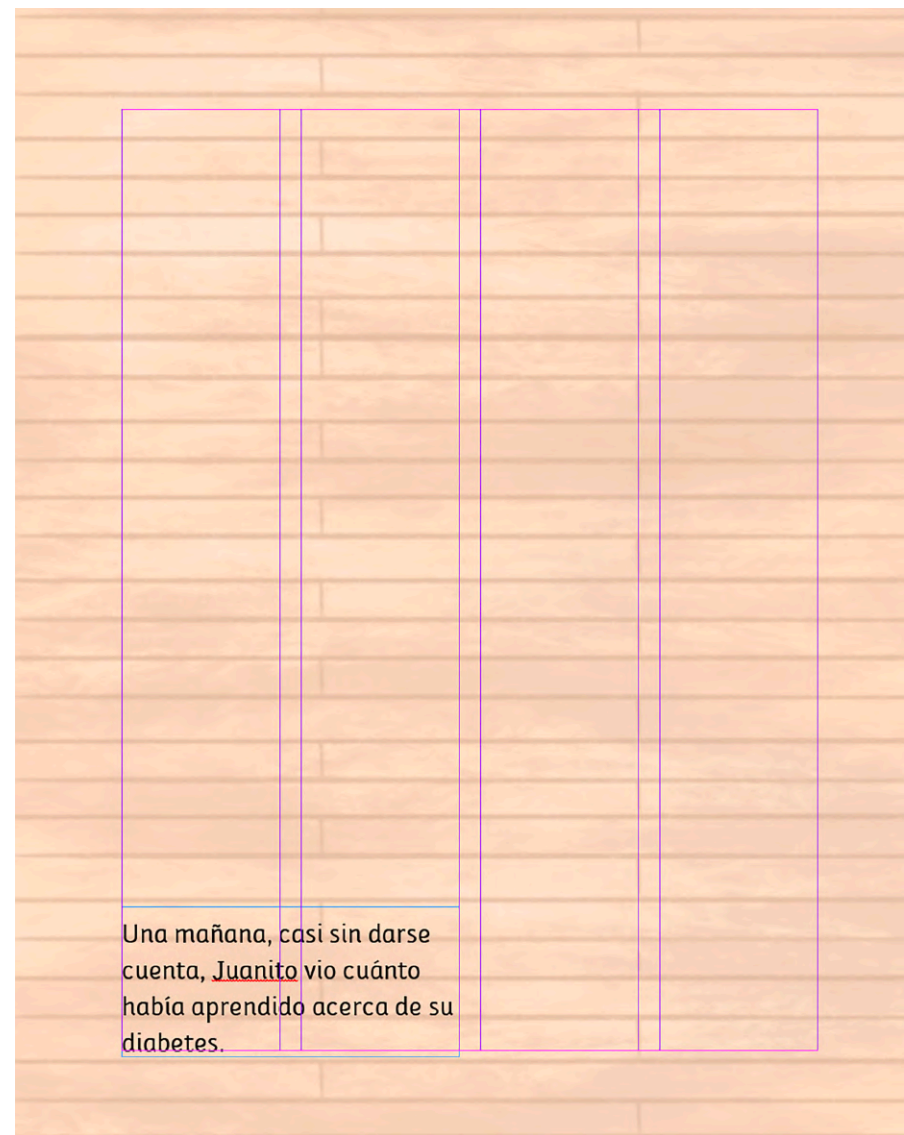 Una mañana, casi sin darse
cuenta, Juanito vio cuánto
había aprendido acerca de su
diabetes.